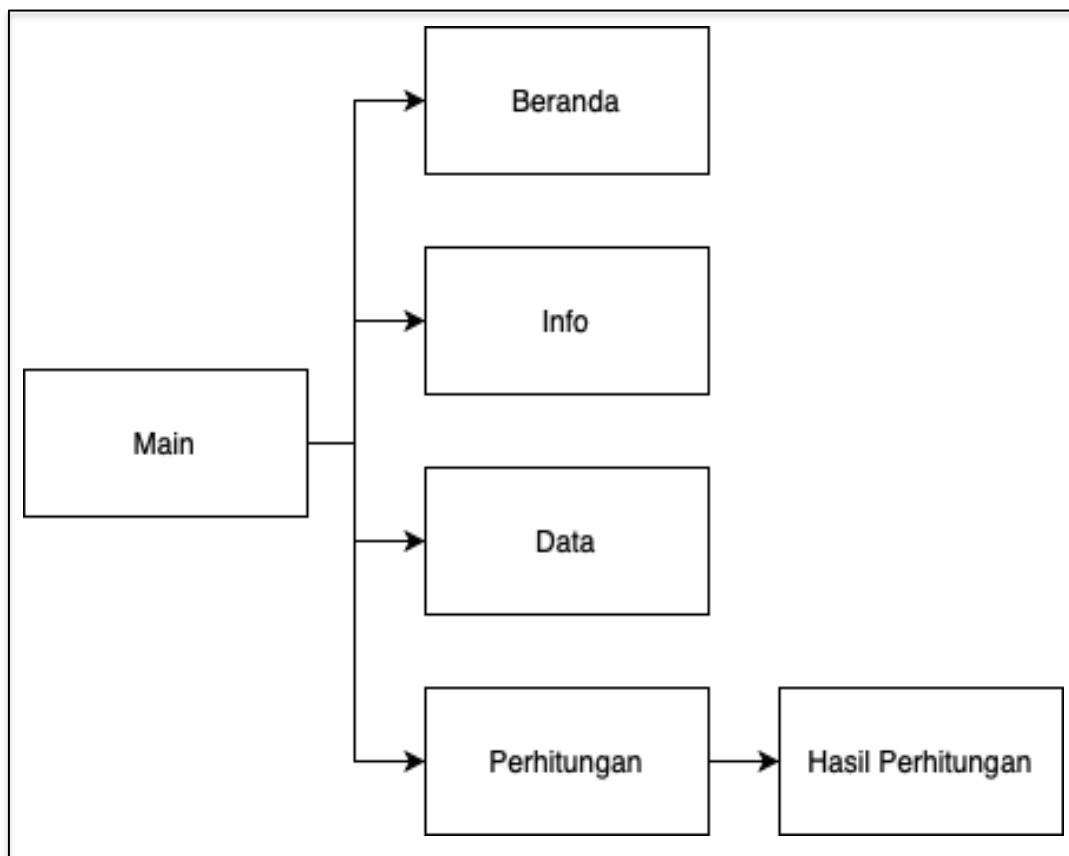 Beranda
Info
Main
Data
Perhitungan
Hasil Perhitungan